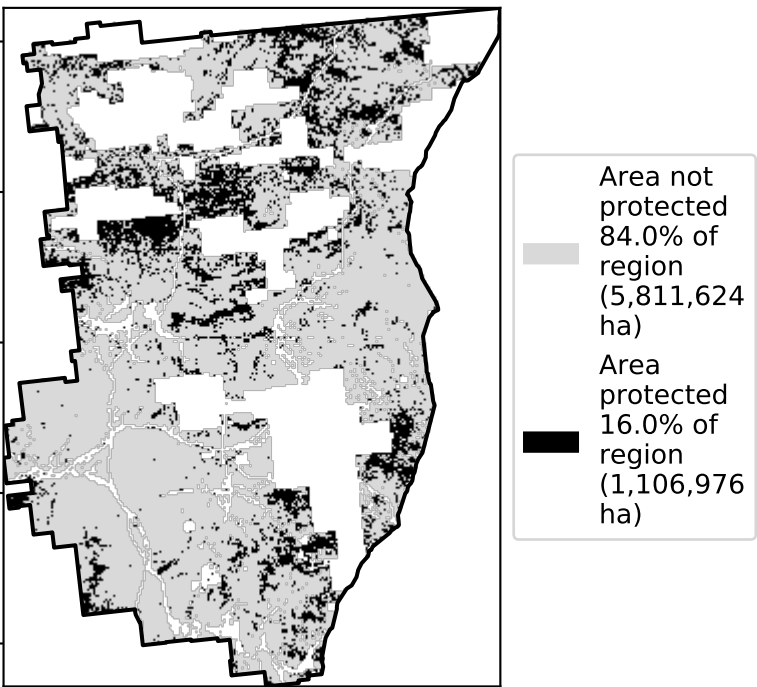 Area not
protected
84.0% of
region
(5,811,624
ha)
Area
protected
16.0% of
region
(1,106,976
ha)